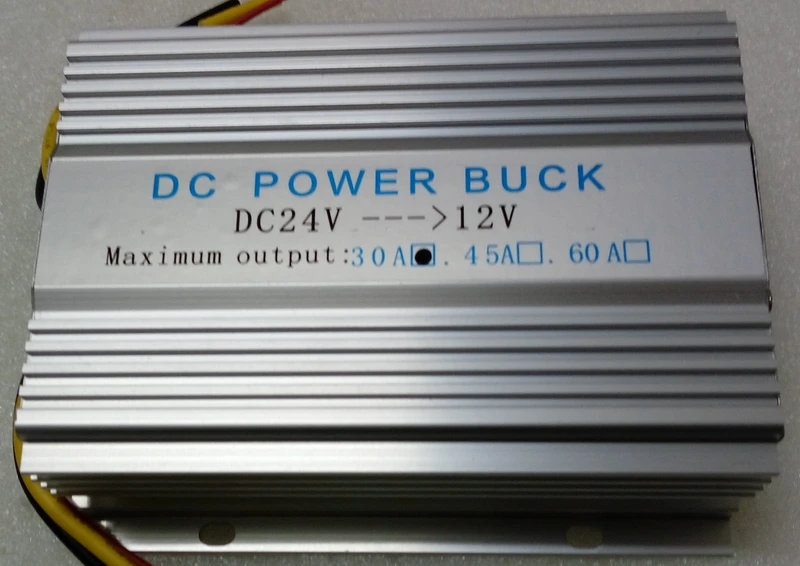 DC POWER BUCK
DC24V --->12V
Maximum output:30A☑. 45A☐. 60A☐